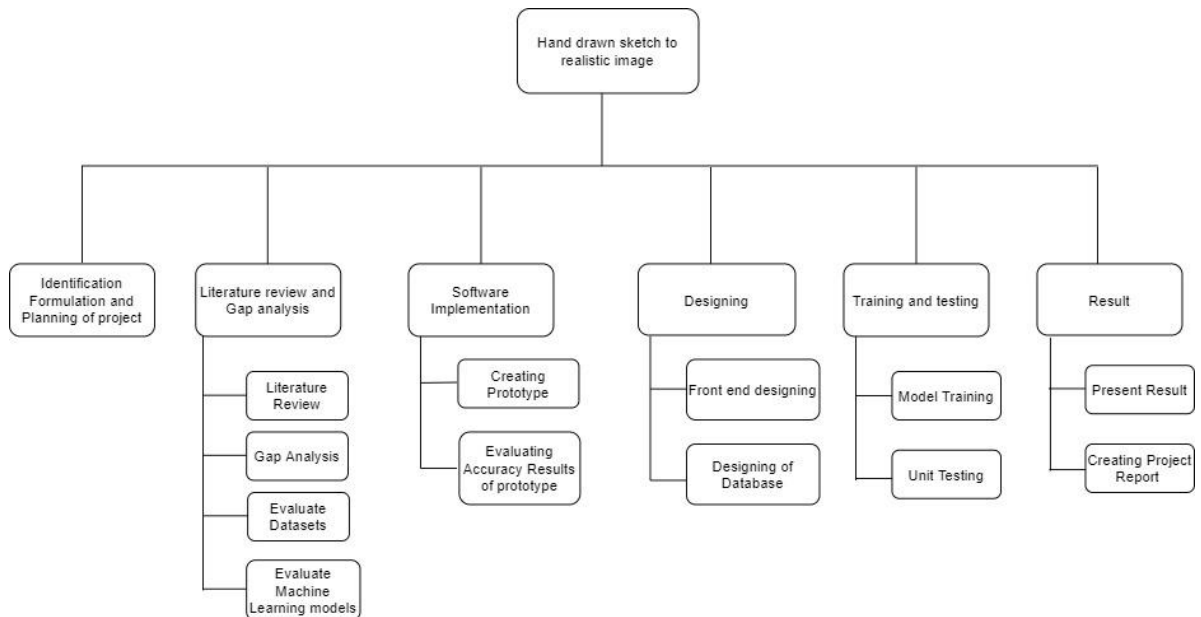 Hand drawn sketch to
realistic image
Identification
Formulation and
Planning of project
Literature review and
Gap analysis
Software
Implementation
Designing
Training and testing
Result
Literature
Review
Gap Analysis
Evaluate
Datasets
Evaluate
Machine
Learning models
Creating
Prototype
Evaluating
Accuracy Results
of prototype
Front end designing
Designing of
Database
Model Training
Unit Testing
Present Result
Creating Project
Report